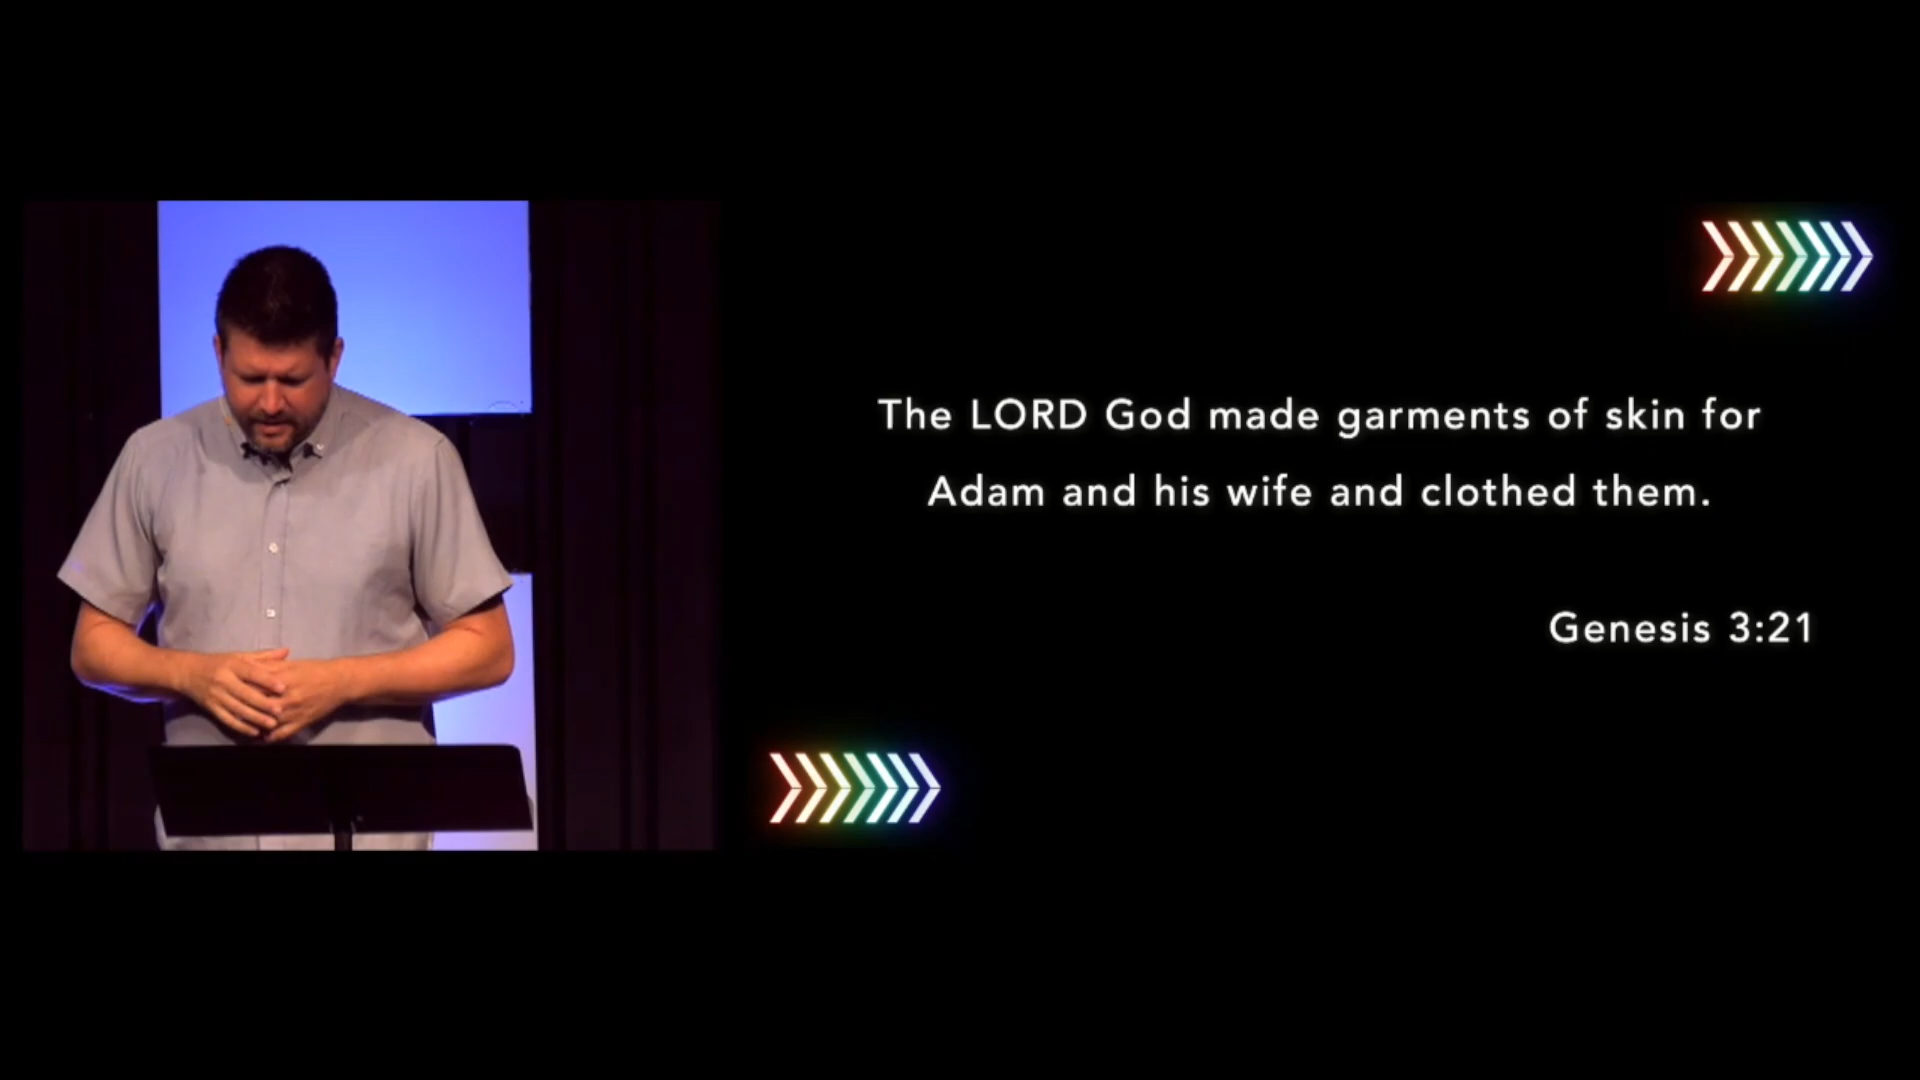 The LORD God made garments of skin for
Adam and his wife and clothed them.
Genesis 3:21